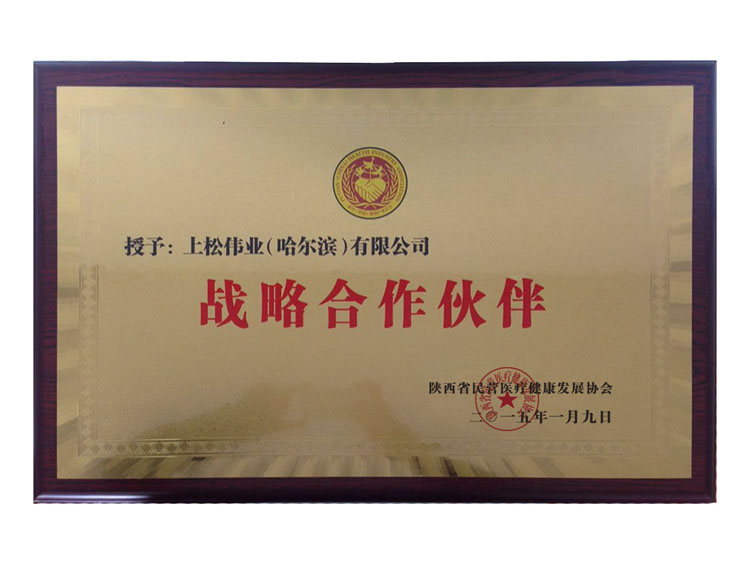 授予：上松伟业（哈尔滨）有限公司
战略合作伙伴
陕西省民营医疗健康发展协会
二〇一五年一月九日